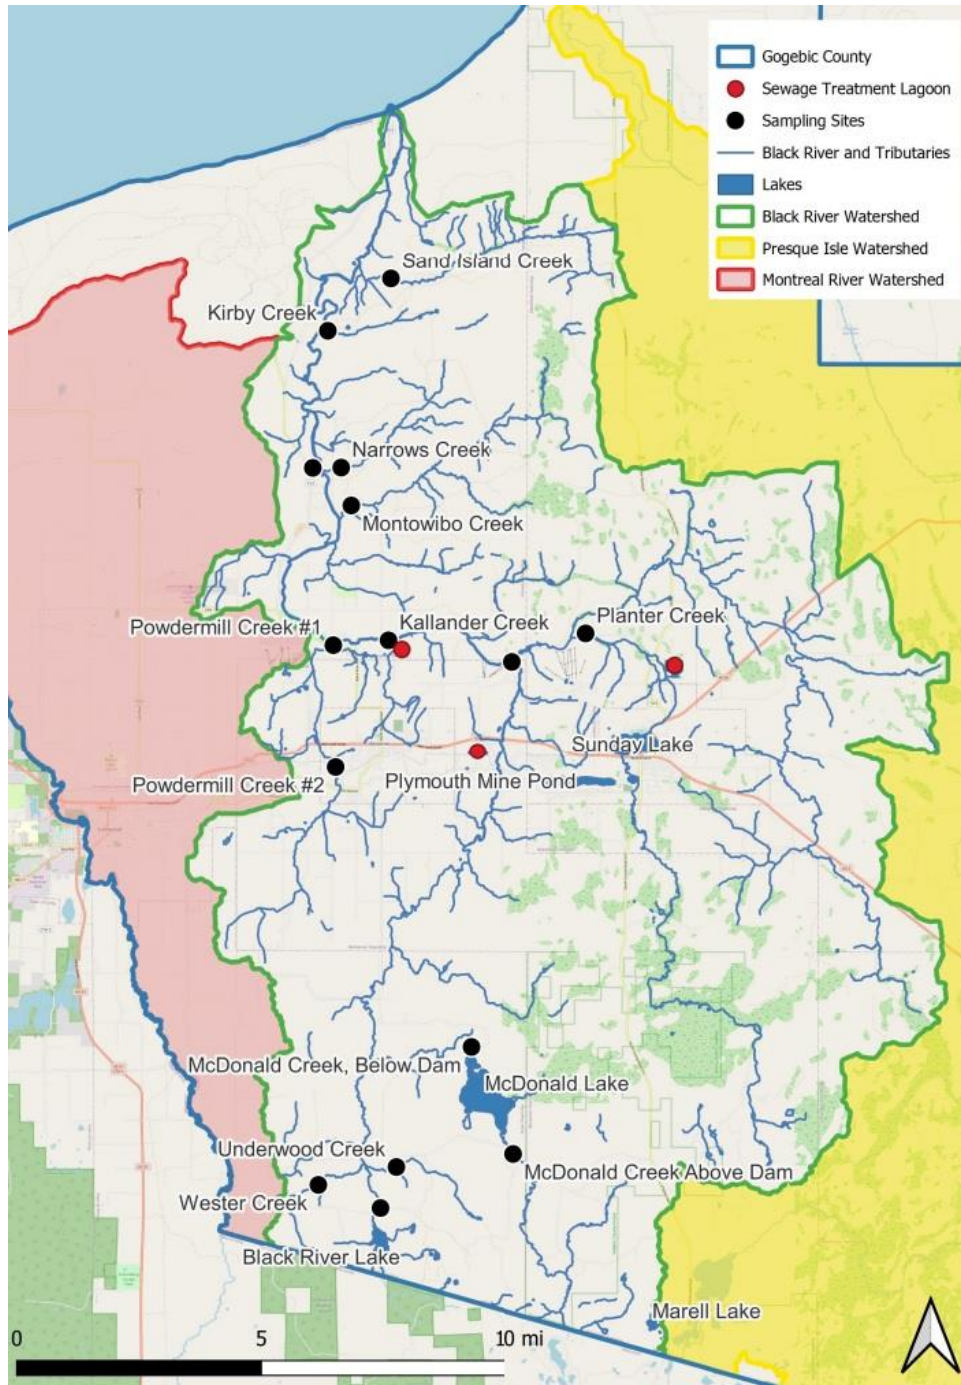 Gogebic County
Sewage Treatment Lagoon
Sampling Sites
Black River and Tributaries
Lakes
Black River Watershed
Presque Isle Watershed
Montreal River Watershed
Sand Island Creek
Kirby Creek
Narrows Creek
Montowibo Creek
Powdermill Creek #1
Kallander Creek
Planter Creek
Sunday Lake
Powdermill Creek #2
Plymouth Mine Pond
McDonald Creek, Below Dam
McDonald Lake
Underwood Creek
McDonald Creek Above Dam
Wester Creek
Black River Lake
Marell Lake
0 5 10 mi